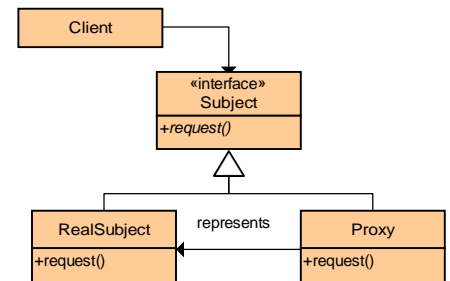 Client
«interface»
Subject
+request()
represents
RealSubject
+request()
Proxy
+request()